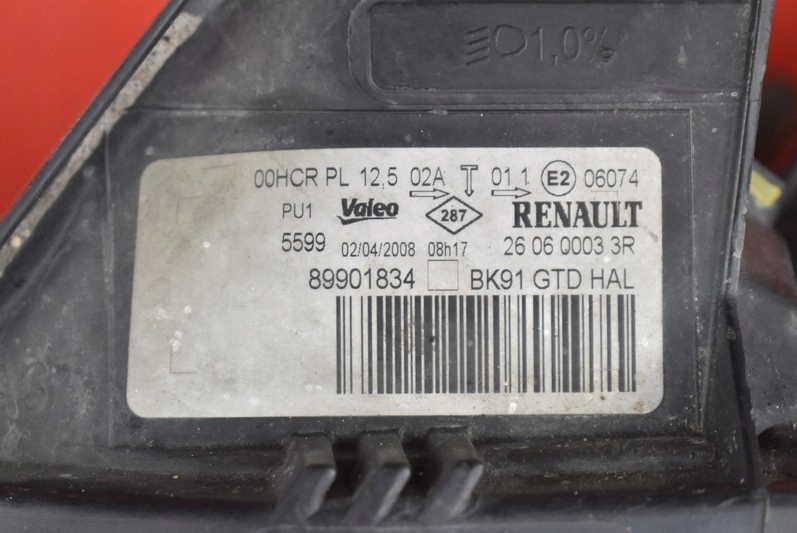 1,0%
00HCR PL 12,5 02A 01 1 E2 06074
PU1 Valeo 287 RENAULT
5599 02/04/2008 08h17 26 06 0003 3R
89901834 BK91 GTD HAL